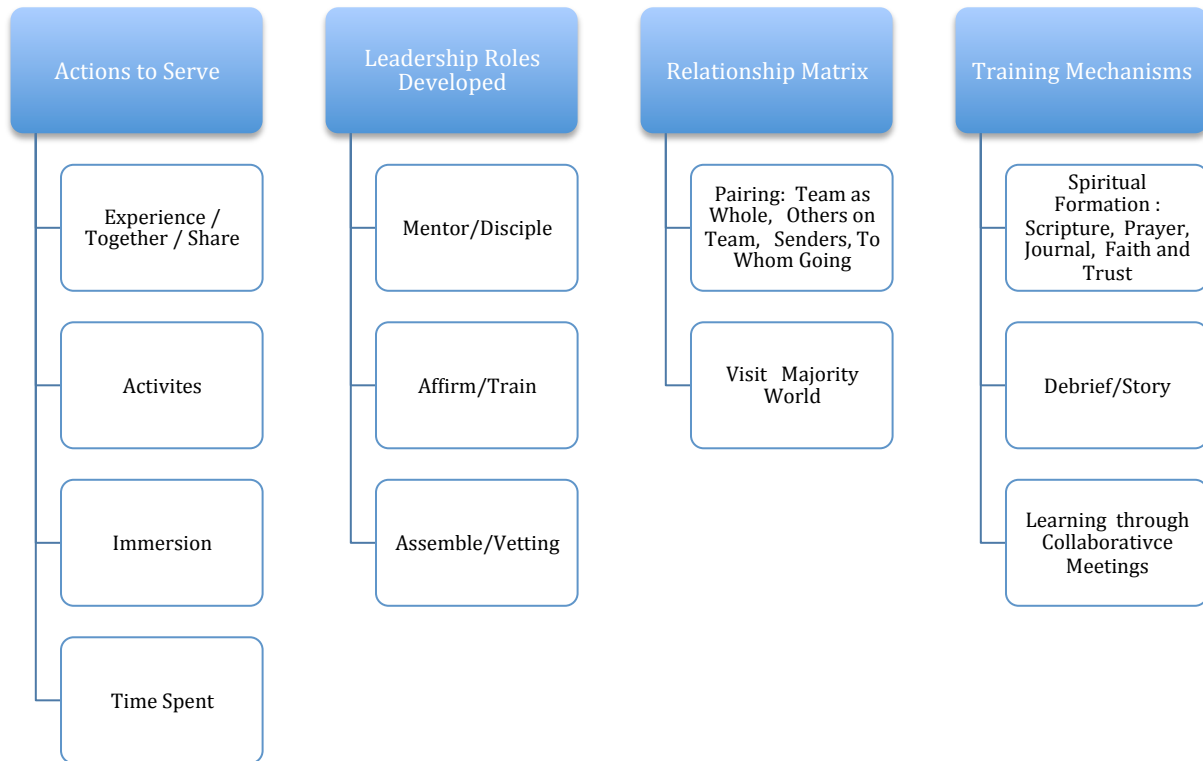 Actions to Serve
Experience /
Together / Share
Activites
Immersion
Time Spent
Leadership Roles
Developed
Mentor/Disciple
Affirm/Train
Assemble/Vetting
Relationship Matrix
Pairing: Team as
Whole, Others on
Team, Senders, To
Whom Going
Visit Majority
World
Training Mechanisms
Spiritual
Formation :
Scripture, Prayer,
Journal, Faith and
Trust
Debrief/Story
Learning through
Collaborativce
Meetings